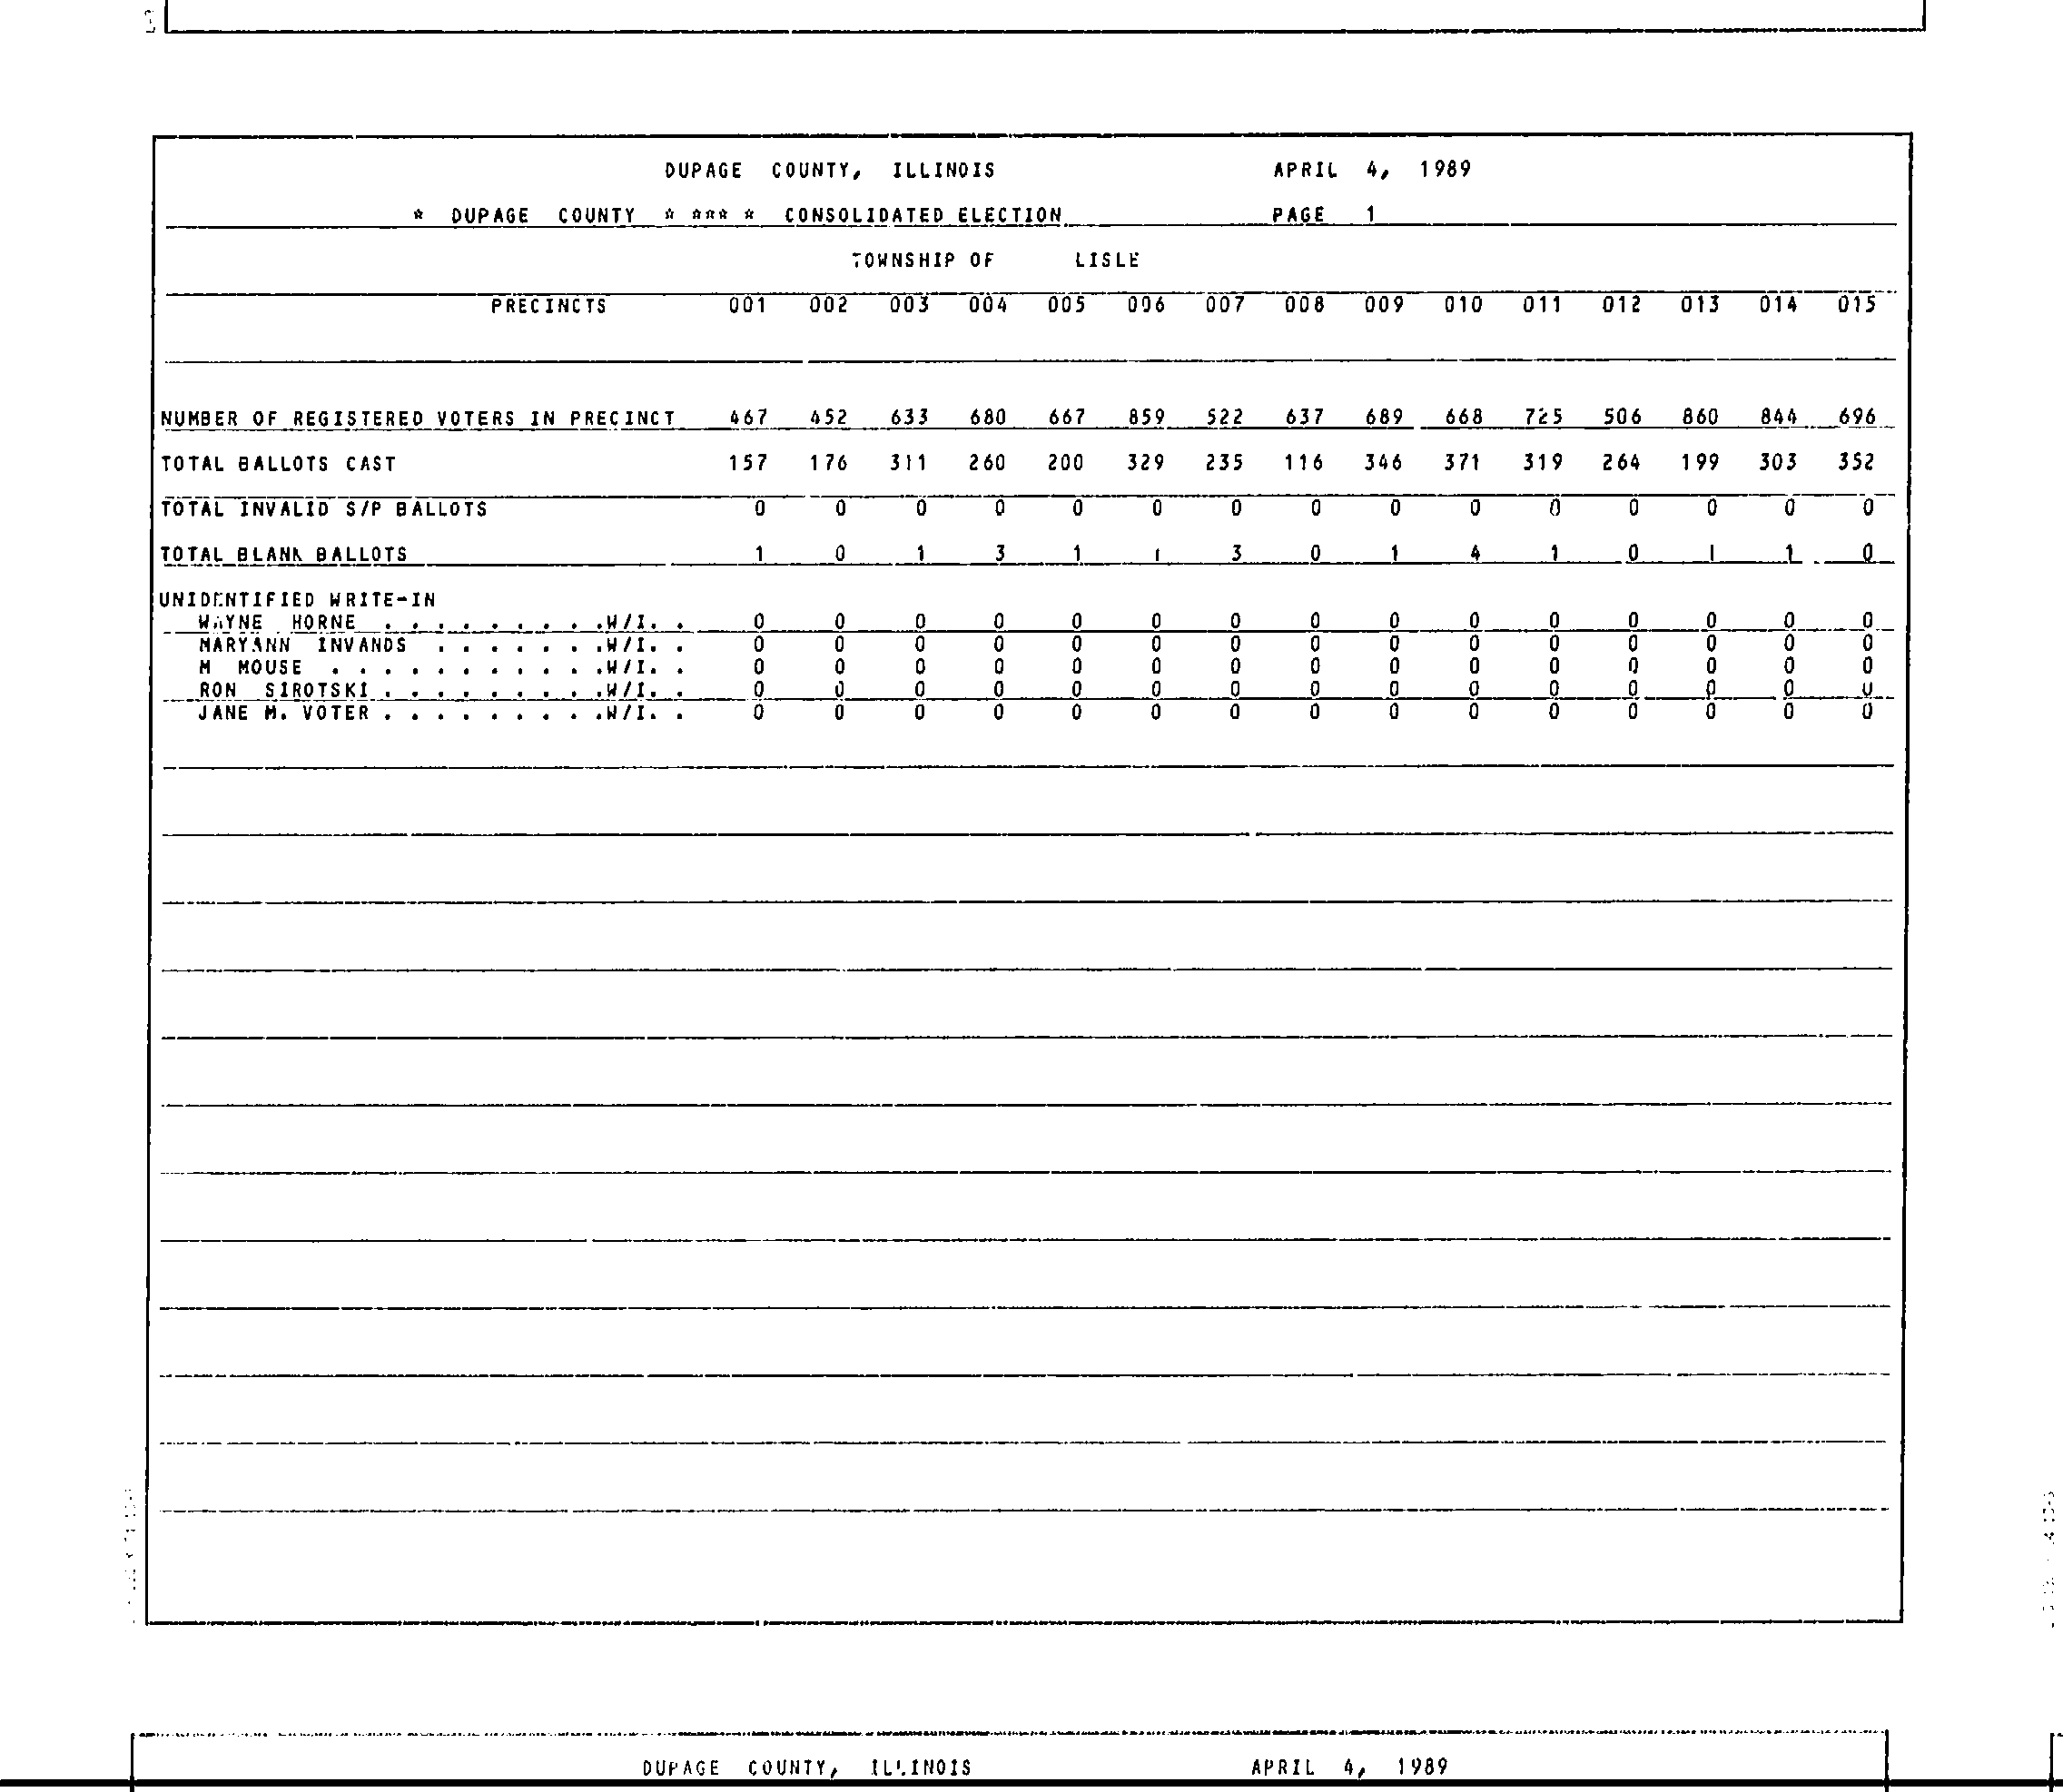 DUPAGE COUNTY, ILLINOIS APRIL 4, 1989
* DUPAGE COUNTY * *** * CONSOLIDATED ELECTION PAGE 1
TOWNSHIP OF LISLE
PRECINCTS 001 002 003 004 005 006 007 008 009 010 011 012 013 014 015
NUMBER OF REGISTERED VOTERS IN PRECINCT 467 452 633 680 667 859 522 637 689 668 725 506 860 844 696
TOTAL BALLOTS CAST 157 176 311 260 200 329 235 116 346 371 319 264 199 303 352
TOTAL INVALID S/P BALLOTS 0 0 0 0 0 0 0 0 0 0 0 0 0 0 0
TOTAL BLANK BALLOTS 1 0 1 3 1 1 3 0 1 4 1 0 1 1 0
UNIDENTIFIED WRITE-IN
WAYNE HORNE . . . . . . . . .W/I. . 0 0 0 0 0 0 0 0 0 0 0 0 0 0 0
MARYANN INVANDS . . . . . . .W/I. . 0 0 0 0 0 0 0 0 0 0 0 0 0 0 0
M MOUSE . . . . . . . . . . .W/I. . 0 0 0 0 0 0 0 0 0 0 0 0 0 0 0
RON SIROTSKI . . . . . . . . .W/I. . 0 0 0 0 0 0 0 0 0 0 0 0 0 0 0
JANE M. VOTER . . . . . . . . .W/I. . 0 0 0 0 0 0 0 0 0 0 0 0 0 0 0
DUPAGE COUNTY, ILLINOIS APRIL 4, 1989